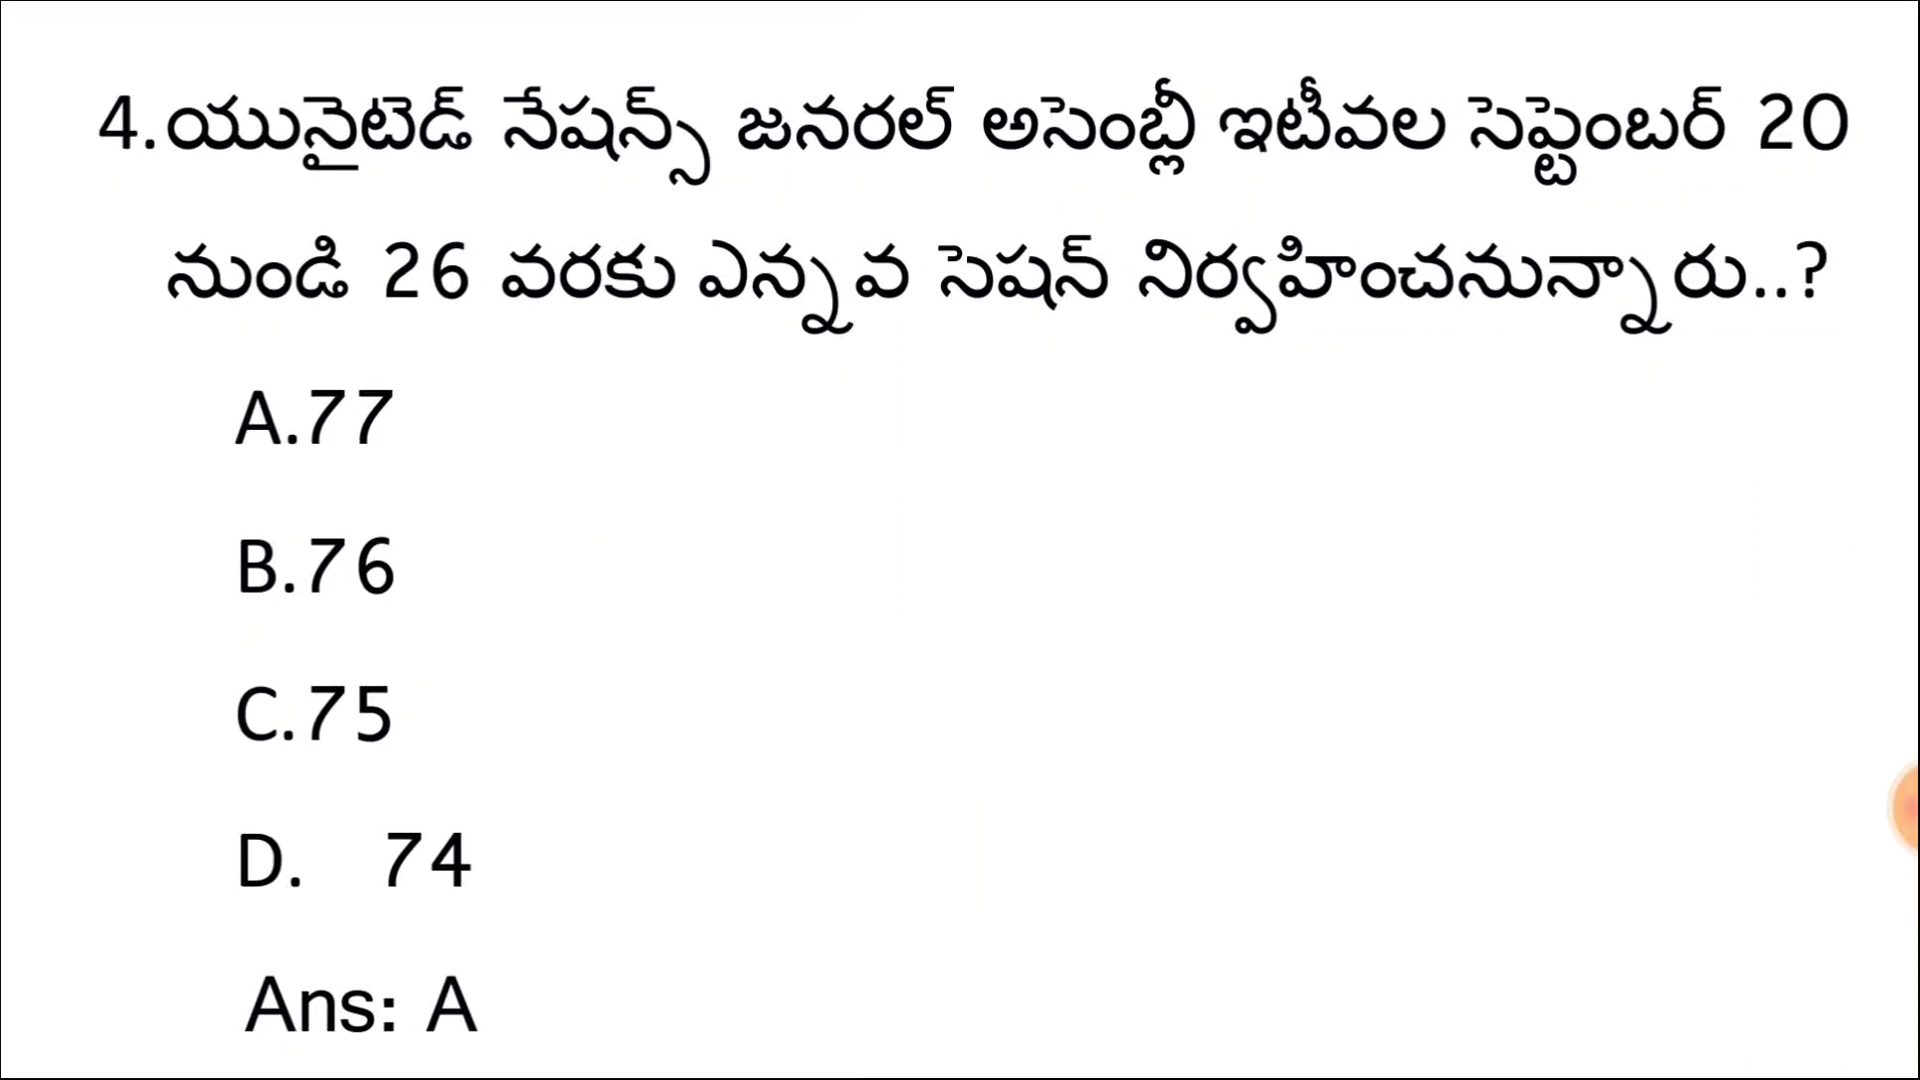 4.యునైటెడ్ నేషన్స్ జనరల్ అసెంబ్లీ ఇటీవల సెప్టెంబర్ 20
నుండి 26 వరకు ఎన్నవ సెషన్ నిర్వహించనున్నారు..?
A.77
B.76
C.75
D. 74
Ans: A